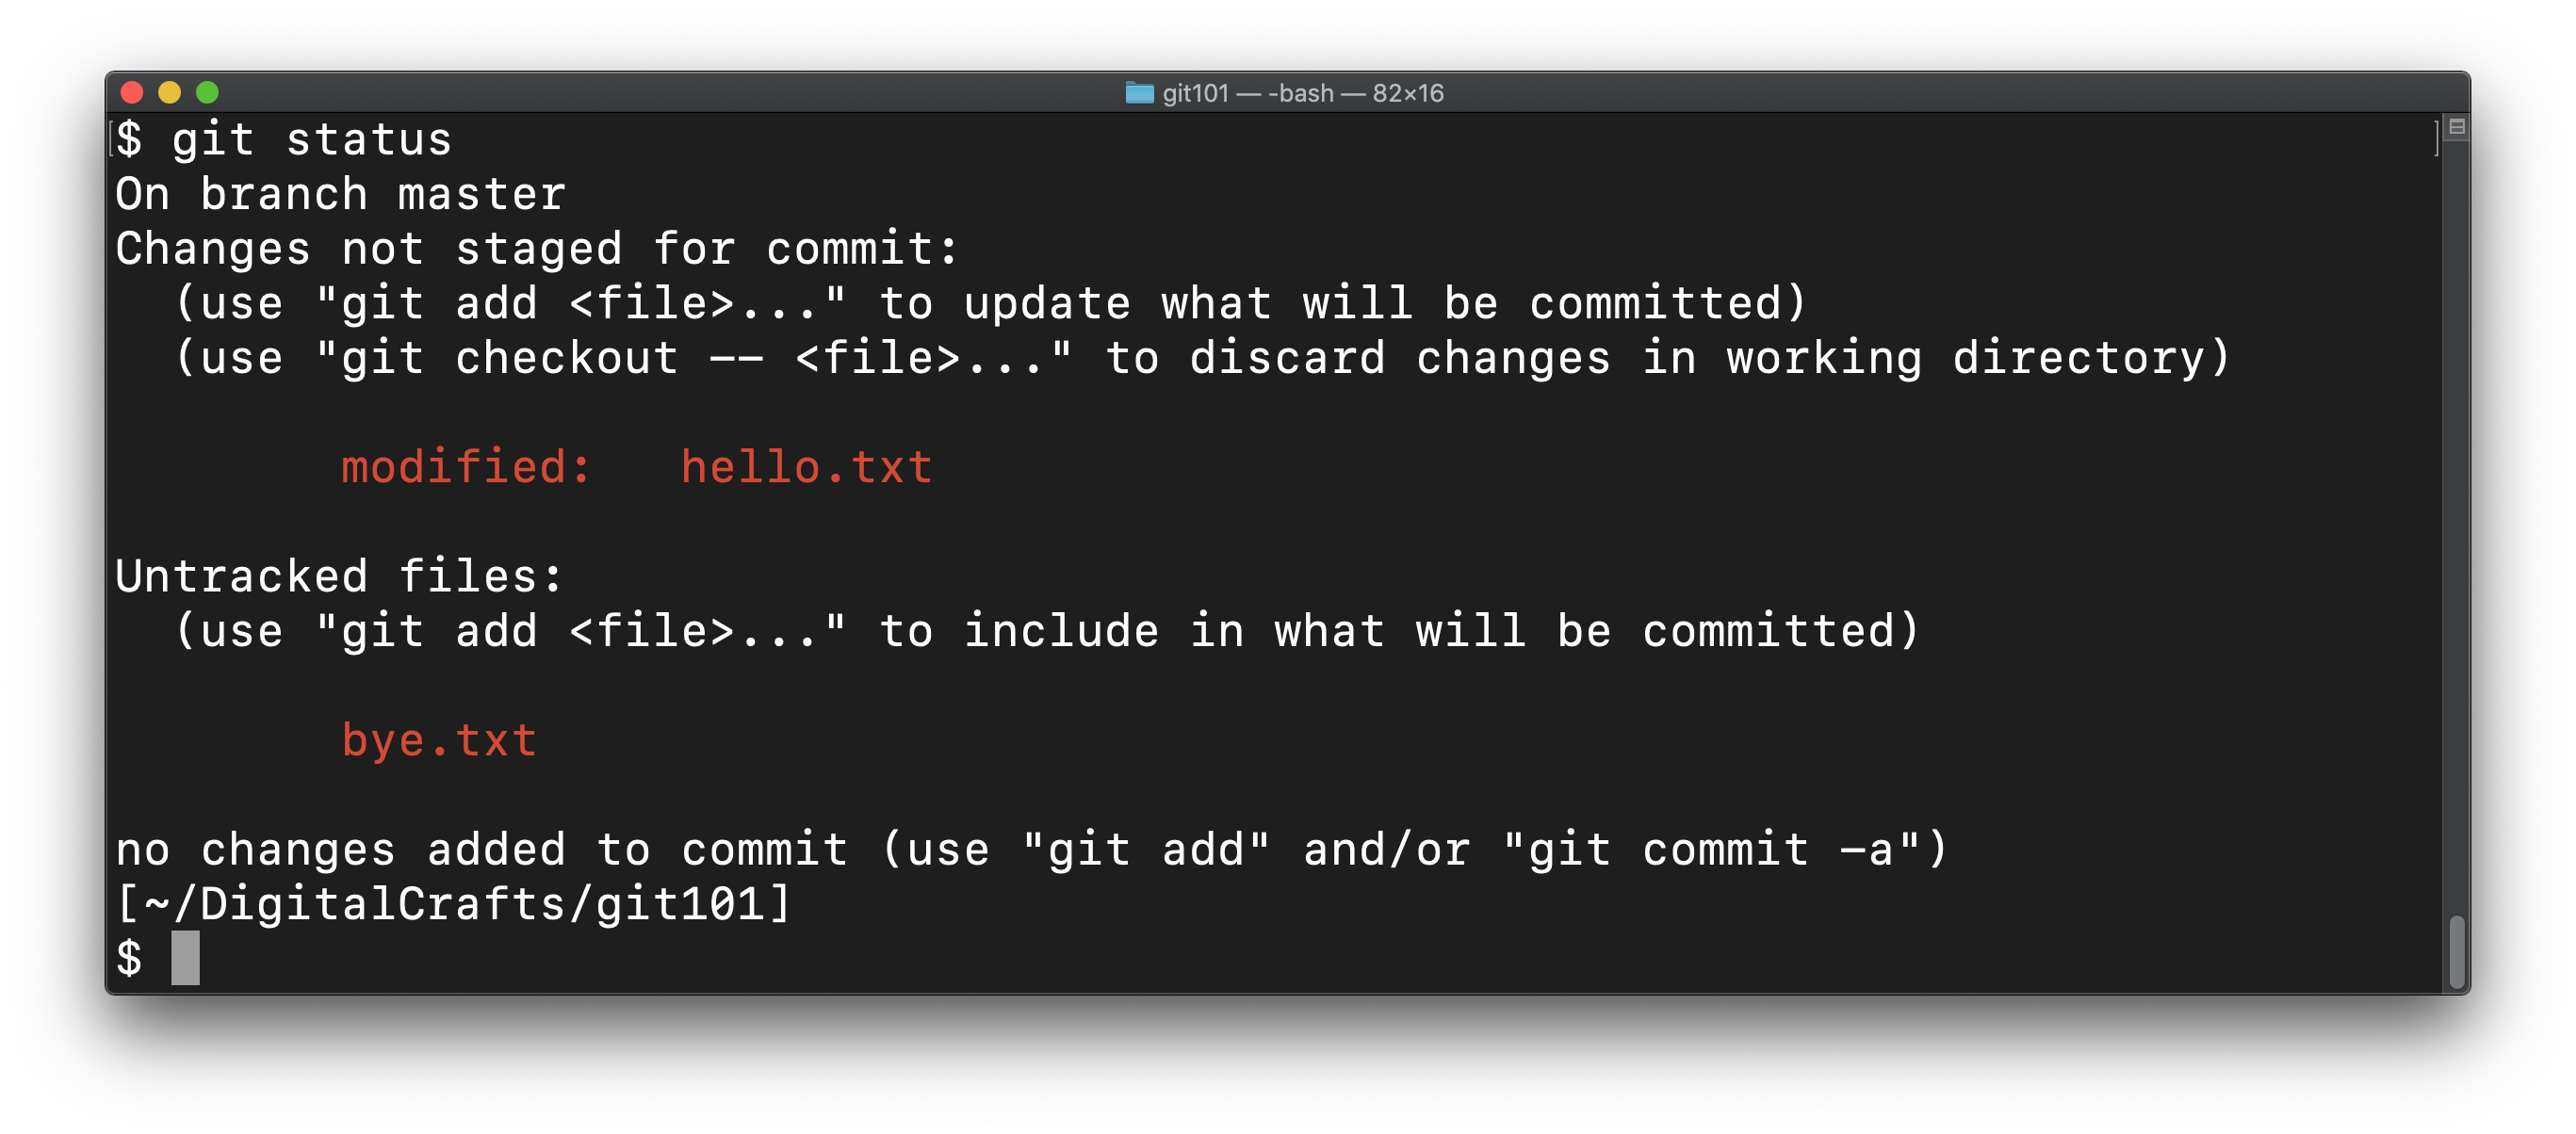 git101 — -bash — 82×16
[$ git status ]
On branch master
Changes not staged for commit:
  (use "git add <file>..." to update what will be committed)
  (use "git checkout -- <file>..." to discard changes in working directory)

        modified:   hello.txt

Untracked files:
  (use "git add <file>..." to include in what will be committed)

        bye.txt

no changes added to commit (use "git add" and/or "git commit -a")
[~/DigitalCrafts/git101]
$